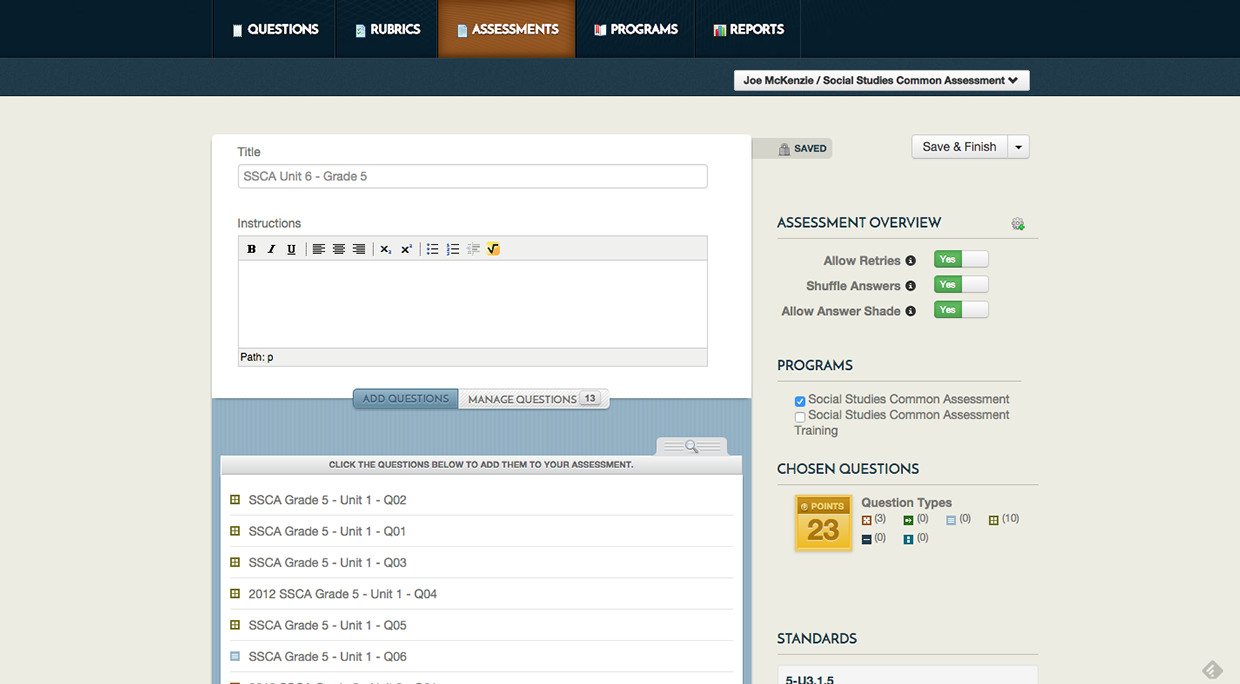 QUESTIONS
RUBRICS
ASSESSMENTS
PROGRAMS
REPORTS
Joe McKenzie / Social Studies Common Assessment
Title
SSCA Unit 6 - Grade 5
Instructions
B I U
Path: p
ADD QUESTIONS
MANAGE QUESTIONS 13
CLICK THE QUESTIONS BELOW TO ADD THEM TO YOUR ASSESSMENT.
SSCA Grade 5 - Unit 1 - Q02
SSCA Grade 5 - Unit 1 - Q01
SSCA Grade 5 - Unit 1 - Q03
2012 SSCA Grade 5 - Unit 1 - Q04
SSCA Grade 5 - Unit 1 - Q05
SSCA Grade 5 - Unit 1 - Q06
SAVED
Save & Finish
ASSESSMENT OVERVIEW
Allow Retries Yes
Shuffle Answers Yes
Allow Answer Shade Yes
PROGRAMS
Social Studies Common Assessment
Social Studies Common Assessment
Training
CHOSEN QUESTIONS
POINTS
23
Question Types
(3) (0) (0) (10)
(0) (0)
STANDARDS
5-U3.1.5